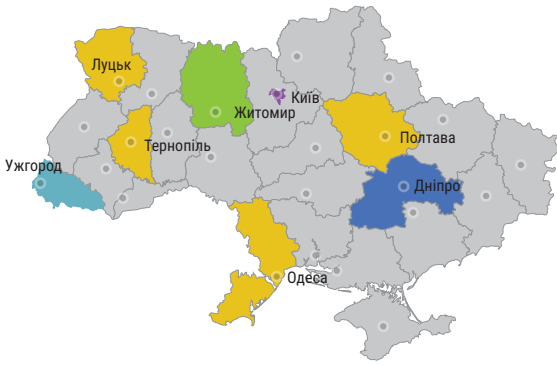 Луцьк
Київ
Житомир
Тернопіль
Полтава
Ужгород
Дніпро
Одеса